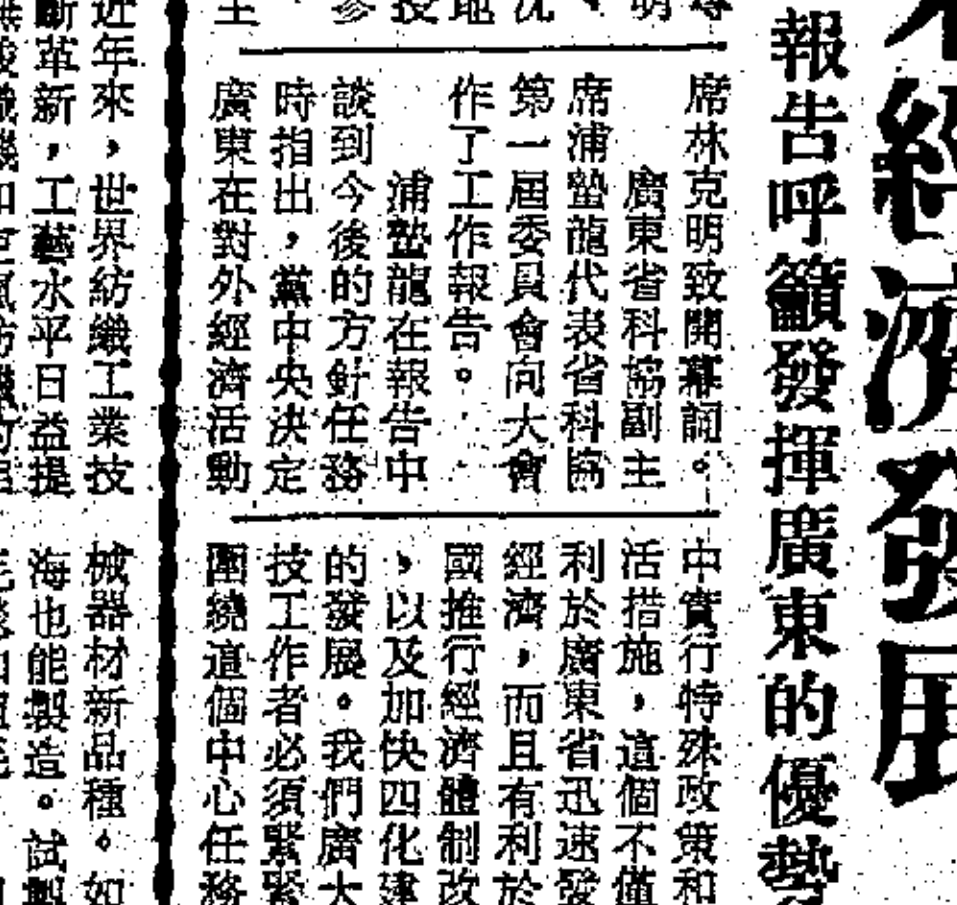 經濟發展
報告呼籲發揮廣東的優勢
席林克明致開幕詞。
廣東省科協副主
席浦蟄龍代表省科協
第一屆委員會向大會
作了工作報告。
浦蟄龍在報告中
談到今後的方針任務
時指出，黨中央決定
廣東在對外經濟活動
中實行特殊政策和
活措施，這個不僅
利於廣東省迅速發
經濟，而且有利於
國推行經濟體制改
，以及加快四化建
的發展。我們廣大
技工作者必須緊緊
圍繞這個中心任務
近年來，世界紡織工業技
斷革新，工藝水平日益提
械器材新品種。如
海也能製造。試製